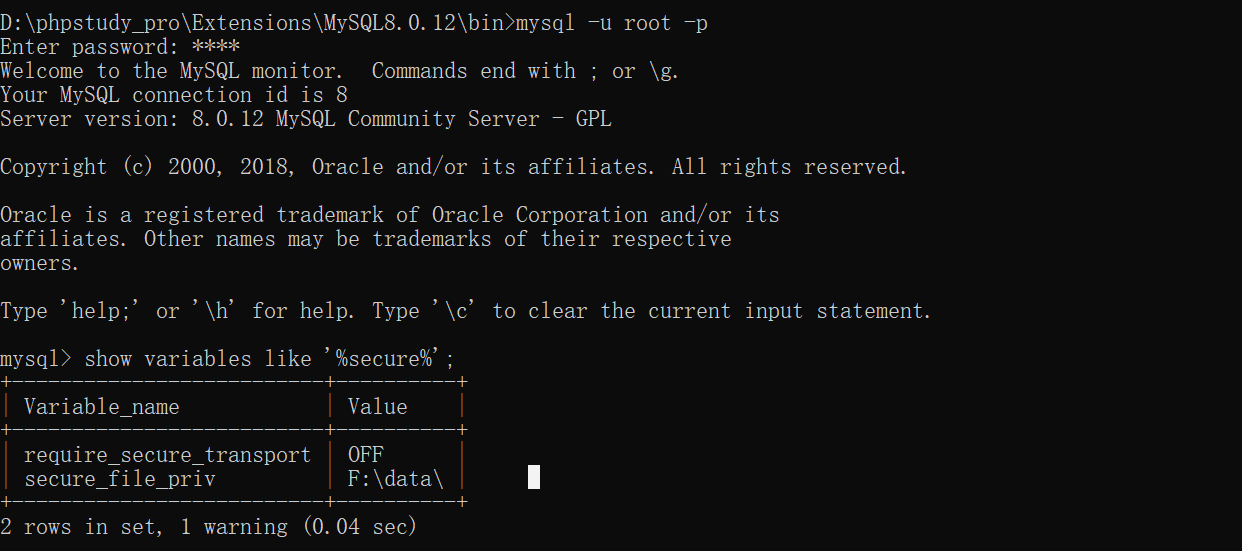 D:\phpstudy_pro\Extensions\MySQL8.0.12\bin>mysql -u root -p
Enter password: ****
Welcome to the MySQL monitor.  Commands end with ; or \g.
Your MySQL connection id is 8
Server version: 8.0.12 MySQL Community Server - GPL
Copyright (c) 2000, 2018, Oracle and/or its affiliates. All rights reserved.
Oracle is a registered trademark of Oracle Corporation and/or its
affiliates. Other names may be trademarks of their respective
owners.
Type 'help;' or '\h' for help. Type '\c' to clear the current input statement.
mysql> show variables like '%secure%';
+--------------------------+----------+
| Variable_name            | Value    |
+--------------------------+----------+
| require_secure_transport | OFF      |
| secure_file_priv         | F:\data\ |
+--------------------------+----------+
2 rows in set, 1 warning (0.04 sec)